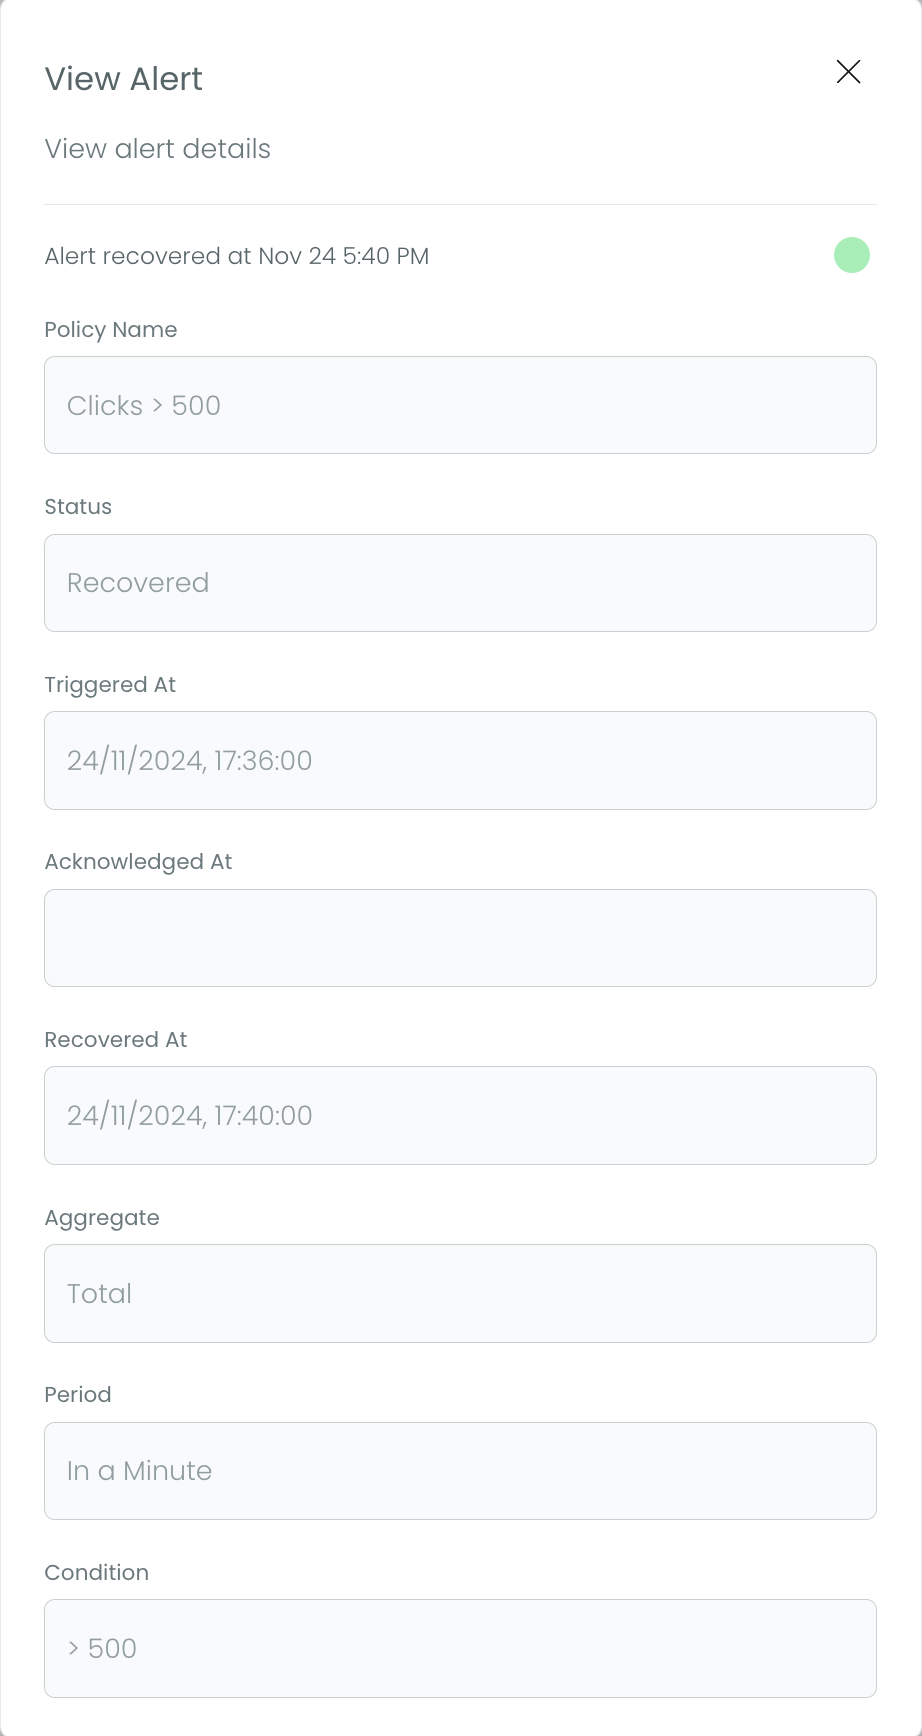 View Alert
View alert details
Alert recovered at Nov 24 5:40 PM
Policy Name
Clicks > 500
Status
Recovered
Triggered At
24/11/2024, 17:36:00
Acknowledged At
Recovered At
24/11/2024, 17:40:00
Aggregate
Total
Period
In a Minute
Condition
> 500